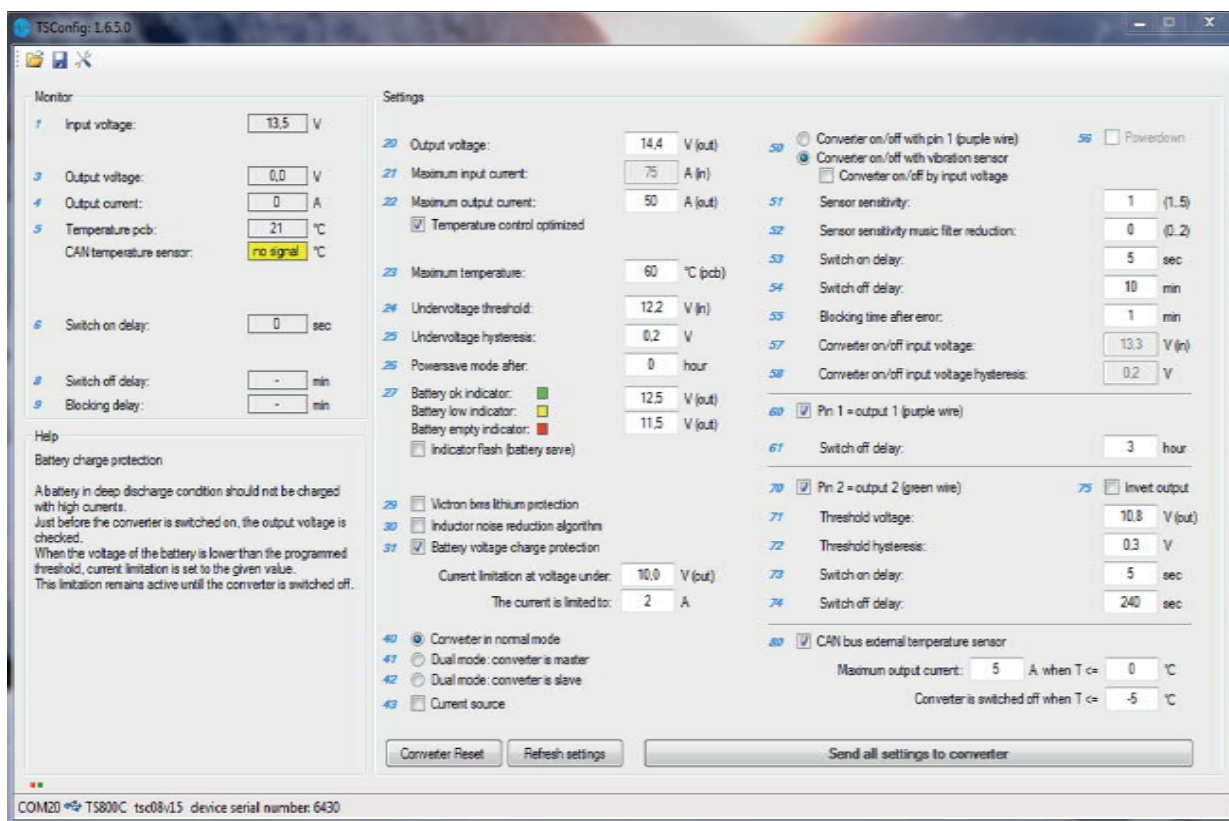 TSConfig: 1.6.5.0
Monitor
1 Input voltage: 13,5 V
3 Output voltage: 0,0 V
4 Output current: 0 A
5 Temperature pcb: 21 °C
CAN temperature sensor: no signal °C
6 Switch on delay: 0 sec
8 Switch off delay: - min
9 Blocking delay: - min
Help
Battery charge protection
A battery in deep discharge condition should not be charged
with high currents.
Just before the converter is switched on, the output voltage is
checked.
When the voltage of the battery is lower than the programmed
threshold, current limitation is set to the given value.
This limitation remains active untill the converter is switched off.
Settings
20 Output voltage: 14,4 V (out)
21 Maximum input current: 75 A (in)
22 Maximum output current: 50 A (out)
Temperature control optimized
23 Maximum temperature: 60 °C (pcb)
24 Undervoltage threshold: 12,2 V (in)
25 Undervoltage hysteresis: 0,2 V
26 Powersave mode after: 0 hour
27 Battery ok indicator: 12,5 V (out)
Battery low indicator:
Battery empty indicator: 11,5 V (out)
Indicator flash (battery save)
29 Victron bms lithium protection
30 Inductor noise reduction algorithm
31 Battery voltage charge protection
Current limitation at voltage under: 10,0 V (out)
The current is limited to: 2 A
40 Converter in normal mode
41 Dual mode: converter is master
42 Dual mode: converter is slave
43 Current source
Converter Reset
Refresh settings
50 Converter on/off with pin 1 (purple wire)
Converter on/off with vibration sensor
Converter on/off by input voltage
56 Powerdown
51 Sensor sensitivity: 1 (1..5)
52 Sensor sensitivity music filter reduction: 0 (0..2)
53 Switch on delay: 5 sec
54 Switch off delay: 10 min
55 Blocking time after error: 1 min
57 Converter on/off input voltage: 13,3 V (in)
58 Converter on/off input voltage hysteresis: 0,2 V
60 Pin 1 = output 1 (purple wire)
61 Switch off delay: 3 hour
70 Pin 2 = output 2 (green wire)
75 Invert output
71 Threshold voltage: 10,8 V (out)
72 Threshold hysteresis: 0,3 V
73 Switch on delay: 5 sec
74 Switch off delay: 240 sec
80 CAN bus external temperature sensor
Maximum output current: 5 A when T <= 0 °C
Converter is switched off when T <= -5 °C
Send all settings to converter
COM20 TS800C tsc08v15 device serial number: 6430